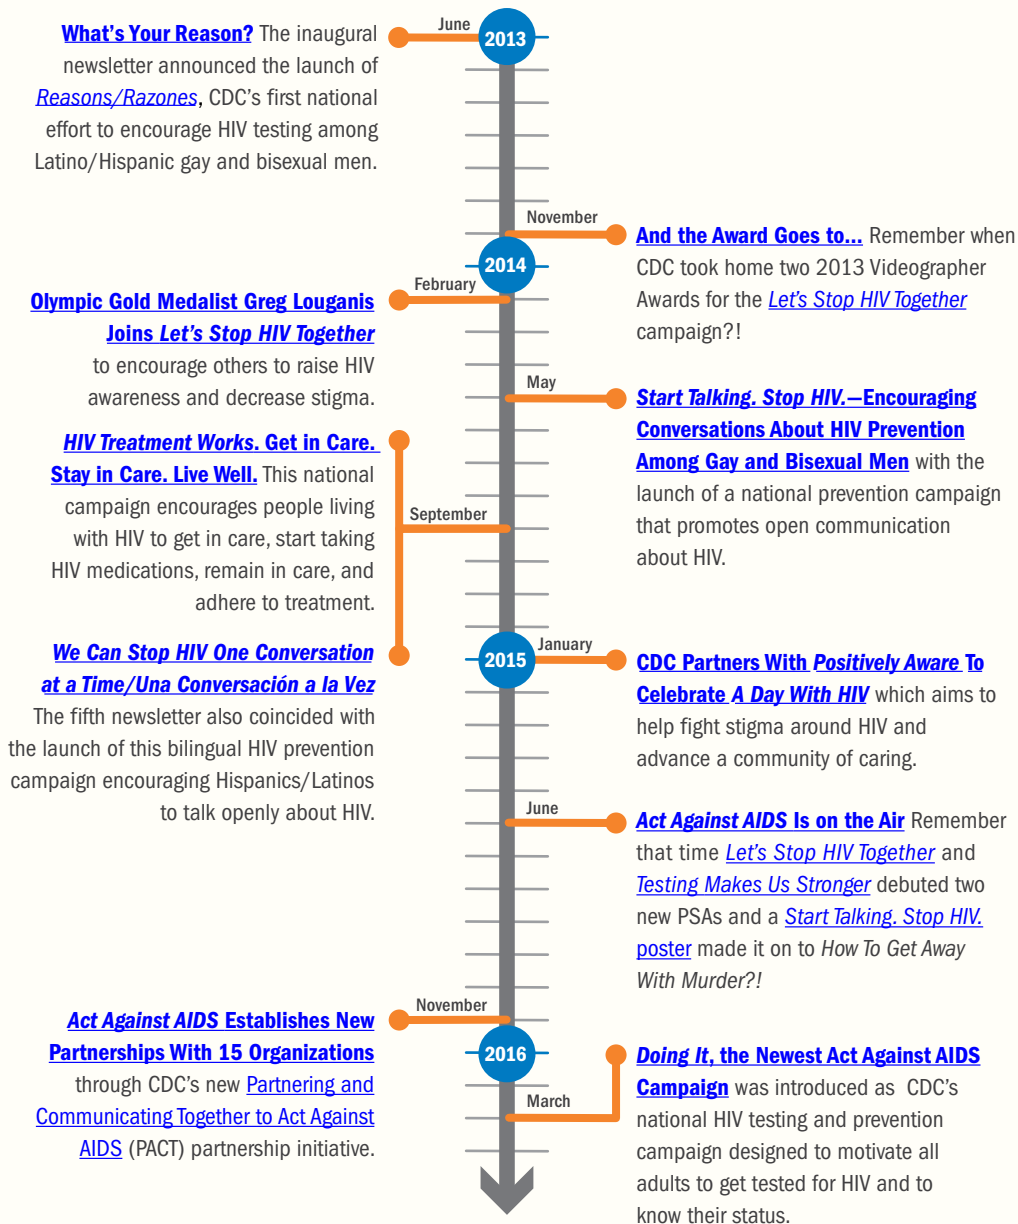 June
2013
What's Your Reason? The inaugural
newsletter announced the launch of
Reasons/Razones, CDC's first national
effort to encourage HIV testing among
Latino/Hispanic gay and bisexual men.
November
And the Award Goes to... Remember when
CDC took home two 2013 Videographer
Awards for the Let's Stop HIV Together
campaign?!
2014
February
Olympic Gold Medalist Greg Louganis
Joins Let's Stop HIV Together
to encourage others to raise HIV
awareness and decrease stigma.
May
Start Talking. Stop HIV.—Encouraging
Conversations About HIV Prevention
Among Gay and Bisexual Men with the
launch of a national prevention campaign
that promotes open communication
about HIV.
September
HIV Treatment Works. Get in Care.
Stay in Care. Live Well. This national
campaign encourages people living
with HIV to get in care, start taking
HIV medications, remain in care, and
adhere to treatment.
We Can Stop HIV One Conversation
at a Time/Una Conversación a la Vez
The fifth newsletter also coincided with
the launch of this bilingual HIV prevention
campaign encouraging Hispanics/Latinos
to talk openly about HIV.
2015
January
CDC Partners With Positively Aware To
Celebrate A Day With HIV which aims to
help fight stigma around HIV and
advance a community of caring.
June
Act Against AIDS Is on the Air Remember
that time Let's Stop HIV Together and
Testing Makes Us Stronger debuted two
new PSAs and a Start Talking. Stop HIV.
poster made it on to How To Get Away
With Murder?!
November
Act Against AIDS Establishes New
Partnerships With 15 Organizations
through CDC's new Partnering and
Communicating Together to Act Against
AIDS (PACT) partnership initiative.
2016
March
Doing It, the Newest Act Against AIDS
Campaign was introduced as CDC's
national HIV testing and prevention
campaign designed to motivate all
adults to get tested for HIV and to
know their status.